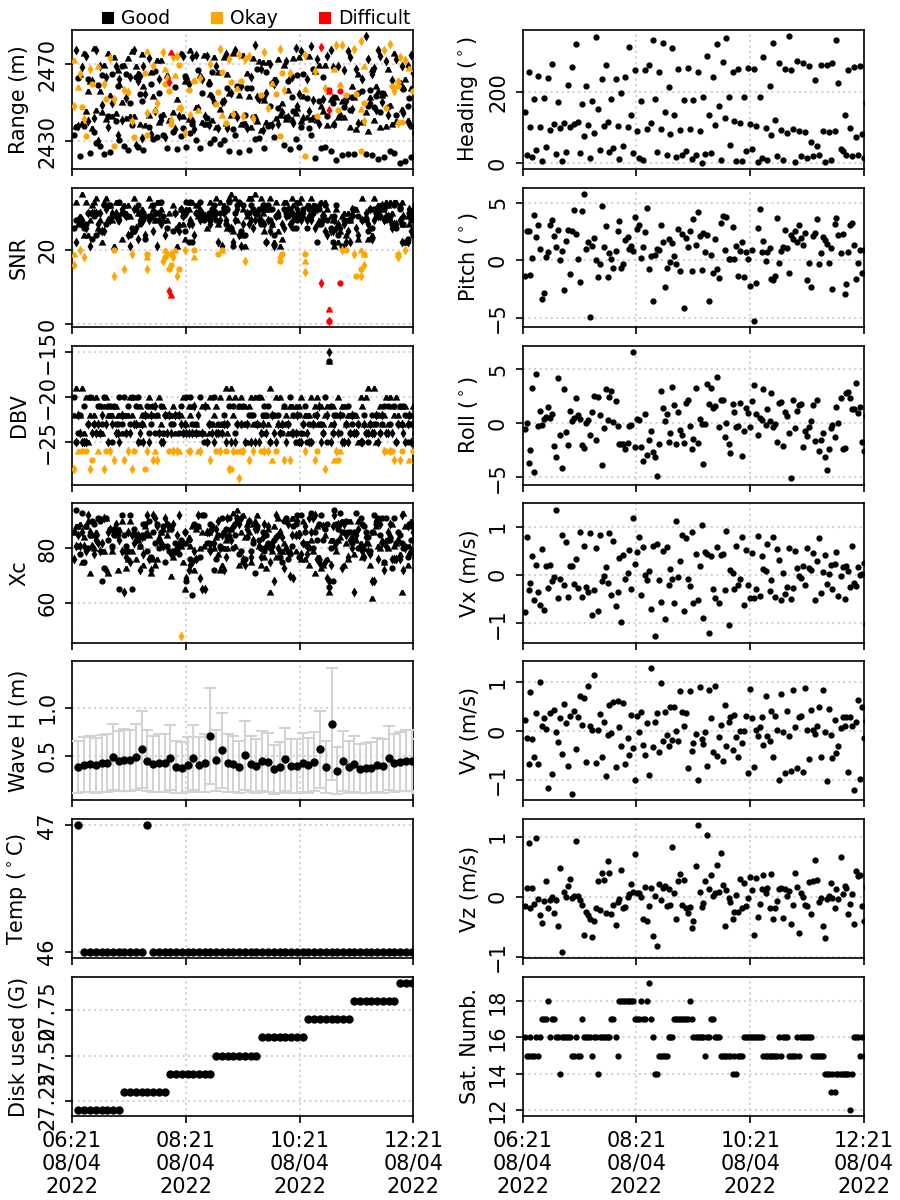 Good Okay Difficult
Range (m)
2470
2430
Heading (°)
200
0
SNR
20
0
Pitch (°)
5
0
−5
DBV
−15
−20
−25
Roll (°)
5
0
−5
Xc
80
60
Vx (m/s)
1
0
−1
Wave H (m)
1.0
0.5
Vy (m/s)
1
0
−1
Temp (°C)
47
46
Vz (m/s)
1
0
−1
Disk used (G)
27.75
27.50
27.25
Sat. Numb.
18
16
14
12
06:21 08:21 10:21 12:21 06:21 08:21 10:21 12:21
08/04 08/04 08/04 08/04 08/04 08/04 08/04 08/04
2022 2022 2022 2022 2022 2022 2022 2022